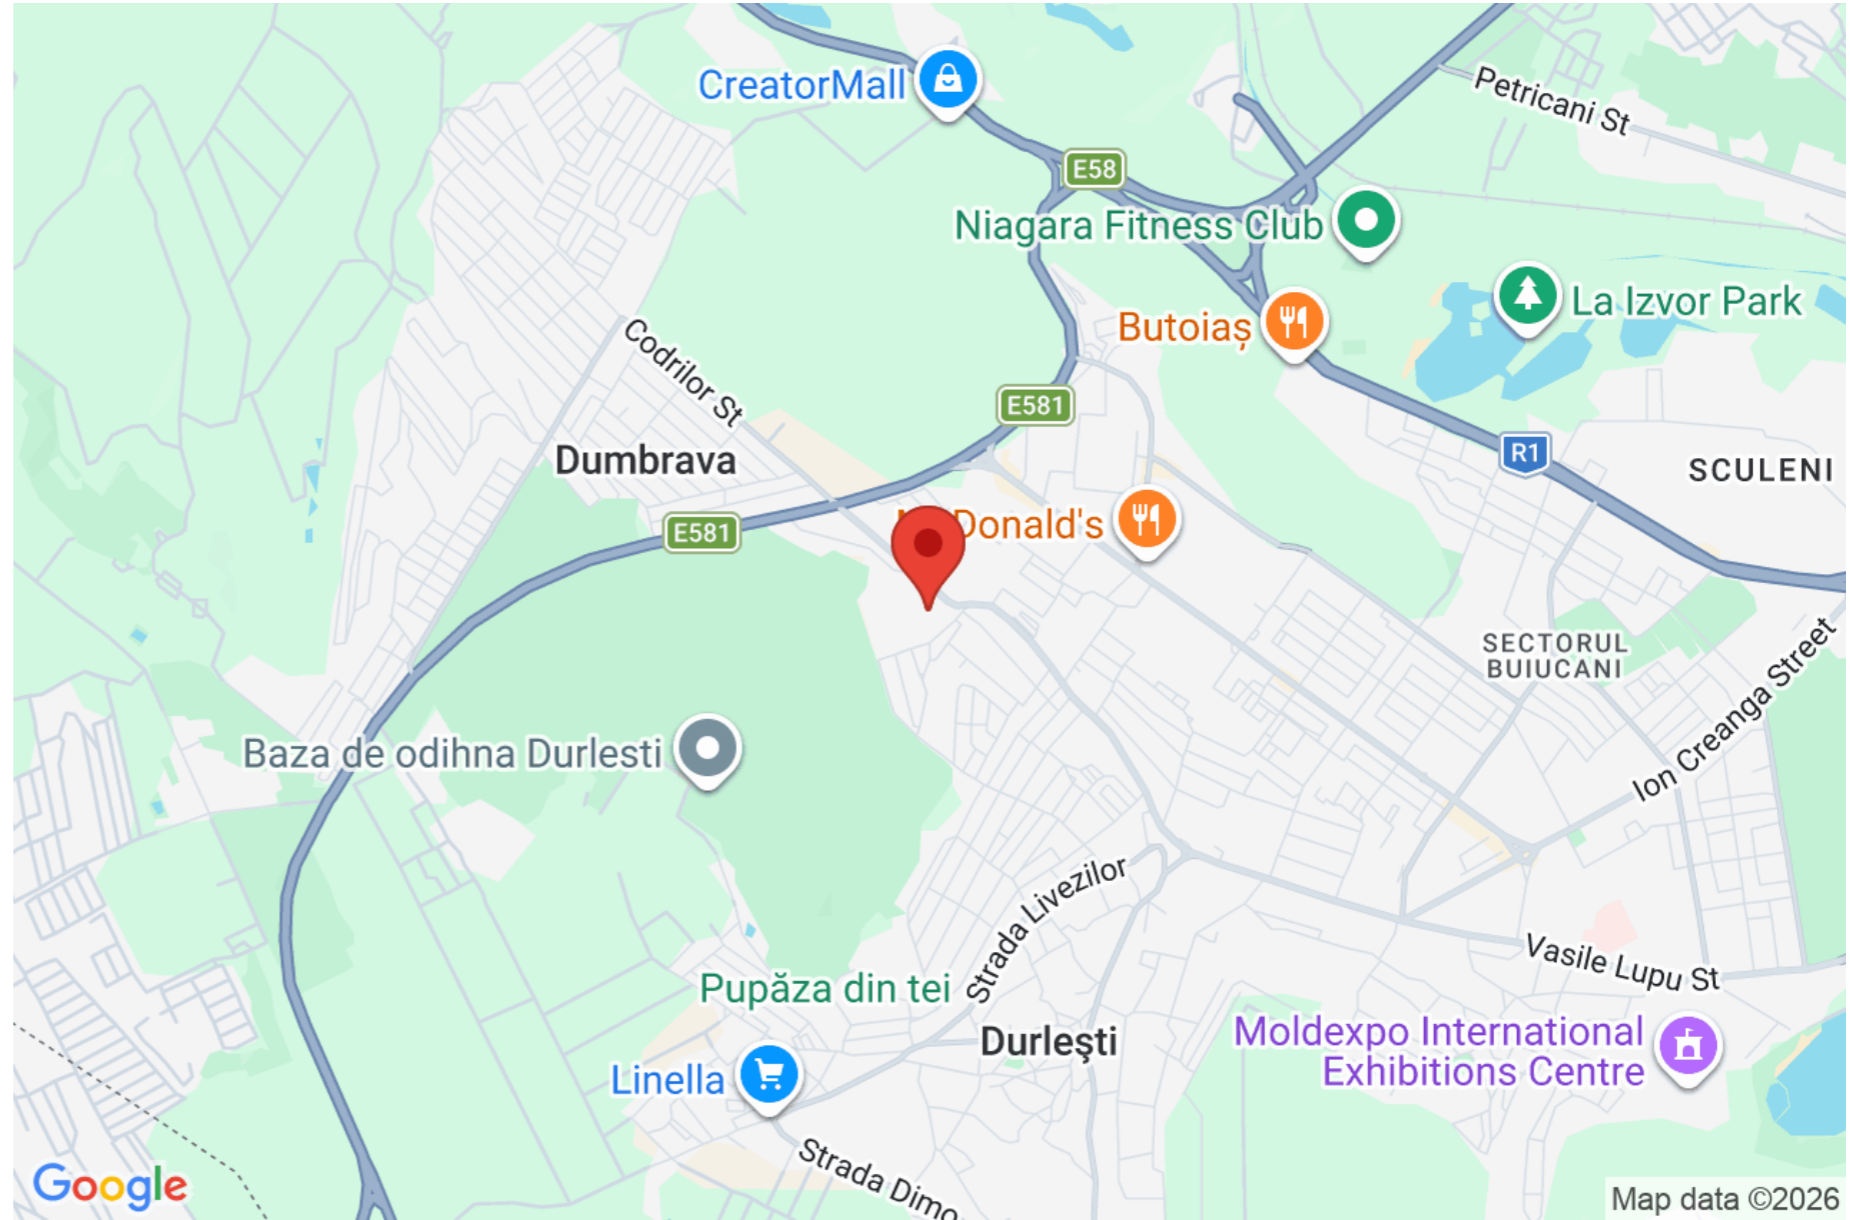 Petricani St
CreatorMall
E58
Niagara Fitness Club
La Izvor Park
Butoiaș
Codrilor St
E581
Dumbrava
R1
SCULENI
Donald's
E581
SECTORUL
BUIUCANI
Ion Creanga Street
Baza de odihna Durlesti
Strada Livezilor
Vasile Lupu St
Pupăza din tei
Durleşti
Moldexpo International
Exhibitions Centre
Linella
Strada Dimo
Google
Map data ©2026